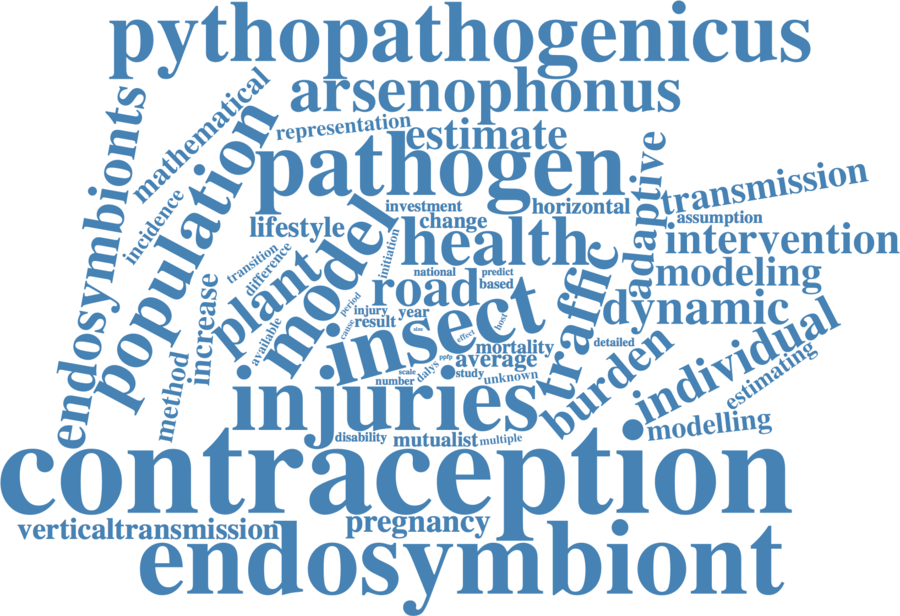 pythopathogenicus
arsenophonus
mathematical
representation
estimate
endosymbionts
population
pathogen
adaptive
transmission
incidence
lifestyle
investment
horizontal
assumption
change
model
health
intervention
initiation
transition
difference
plant
national
predict
modeling
road
based
traffic
increase
insect
dynamic
period
injury
year
cause
result
size
effect
host
available
mortality
detailed
individual
method
average
ppfp
burden
estimating
scale
dalys
study
number
unknown
injuries
modelling
disability
mutualist
multiple
contraception
verticaltransmission
pregnancy
endosymbiont